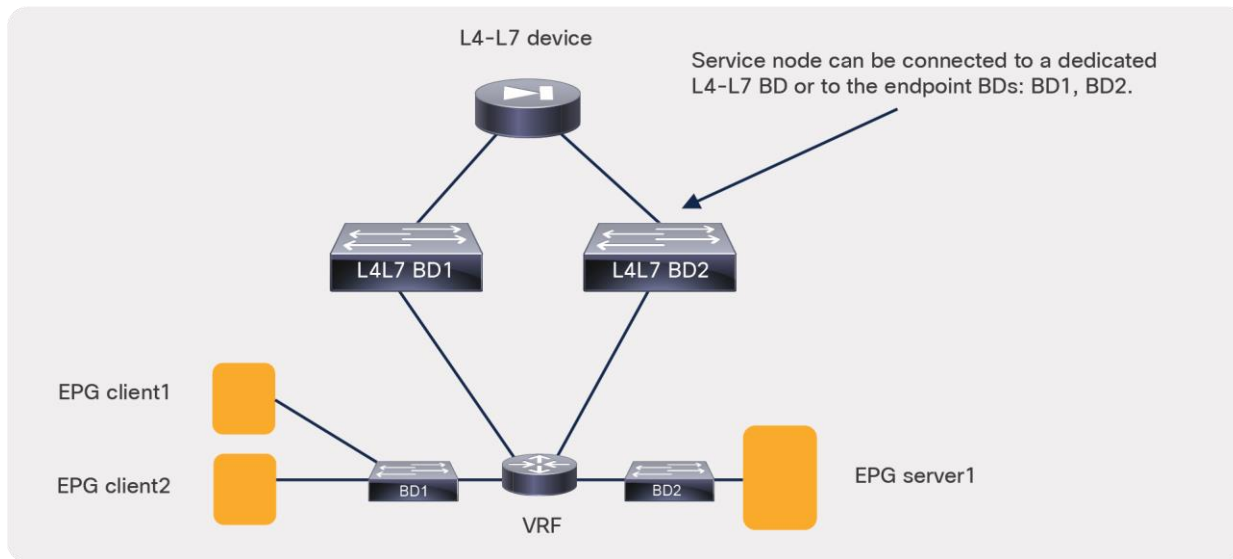 L4-L7 device
Service node can be connected to a dedicated
L4-L7 BD or to the endpoint BDs: BD1, BD2.
L4L7 BD1
L4L7 BD2
EPG client1
EPG client2
BD1
VRF
BD2
EPG server1